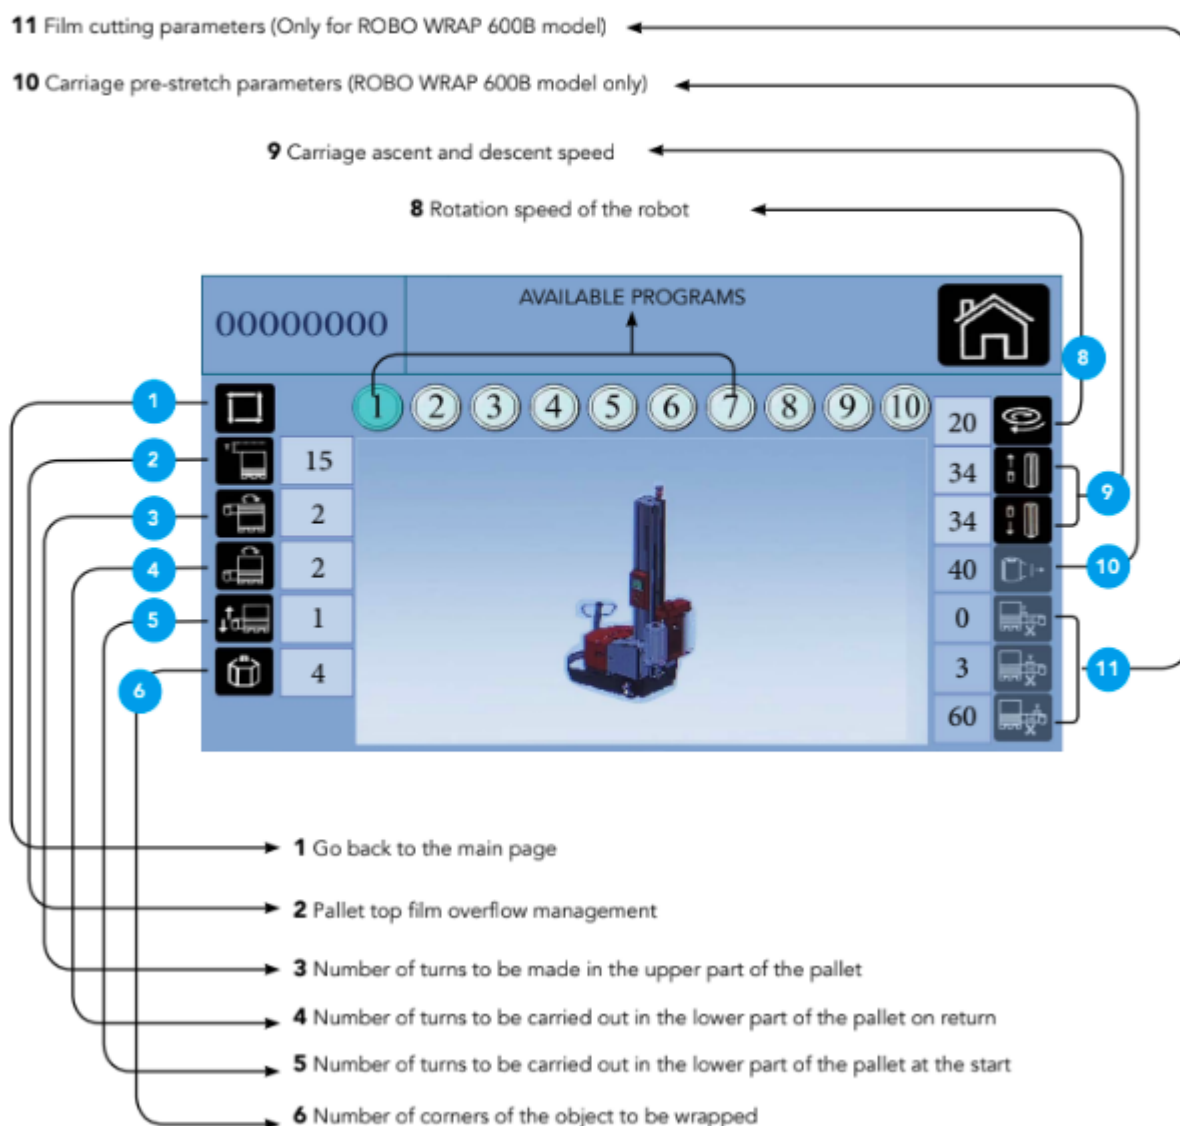 11 Film cutting parameters (Only for ROBO WRAP 600B model)
10 Carriage pre-stretch parameters (ROBO WRAP 600B model only)
9 Carriage ascent and descent speed
8 Rotation speed of the robot
00000000
AVAILABLE PROGRAMS
8
1
1 2 3 4 5 6 7 8 9 10
20
2
15
34
9
3
2
34
4
2
40
10
5
1
0
6
4
3
11
60
1 Go back to the main page
2 Pallet top film overflow management
3 Number of turns to be made in the upper part of the pallet
4 Number of turns to be carried out in the lower part of the pallet on return
5 Number of turns to be carried out in the lower part of the pallet at the start
6 Number of corners of the object to be wrapped